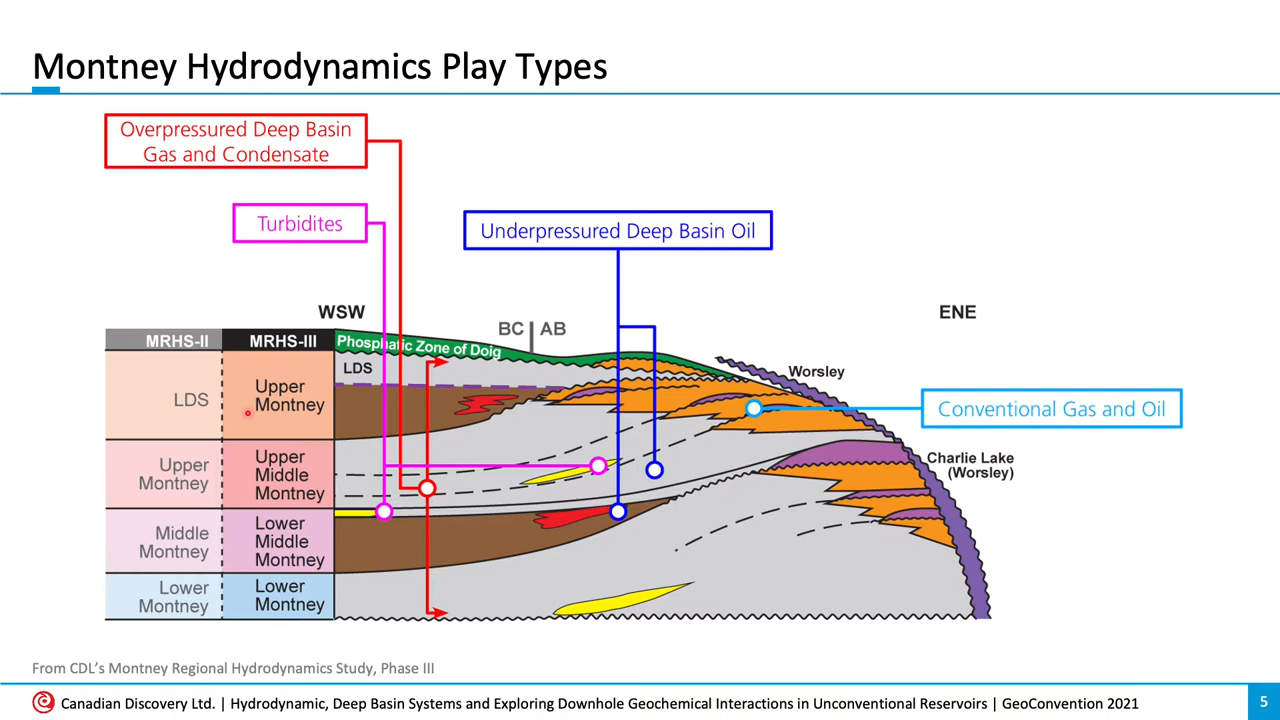 Montney Hydrodynamics Play Types
Overpressured Deep Basin
Gas and Condensate
Turbidites
Underpressured Deep Basin Oil
WSW
BC
AB
ENE
MRHS-II
MRHS-III
Phosphatic Zone of Doig
LDS
Worsley
LDS
Upper
Montney
Conventional Gas and Oil
Upper
Montney
Upper
Middle
Montney
Charlie Lake
(Worsley)
Middle
Montney
Lower
Middle
Montney
Lower
Montney
Lower
Montney
From CDL's Montney Regional Hydrodynamics Study, Phase III
Canadian Discovery Ltd. | Hydrodynamic, Deep Basin Systems and Exploring Downhole Geochemical Interactions in Unconventional Reservoirs | GeoConvention 2021
5